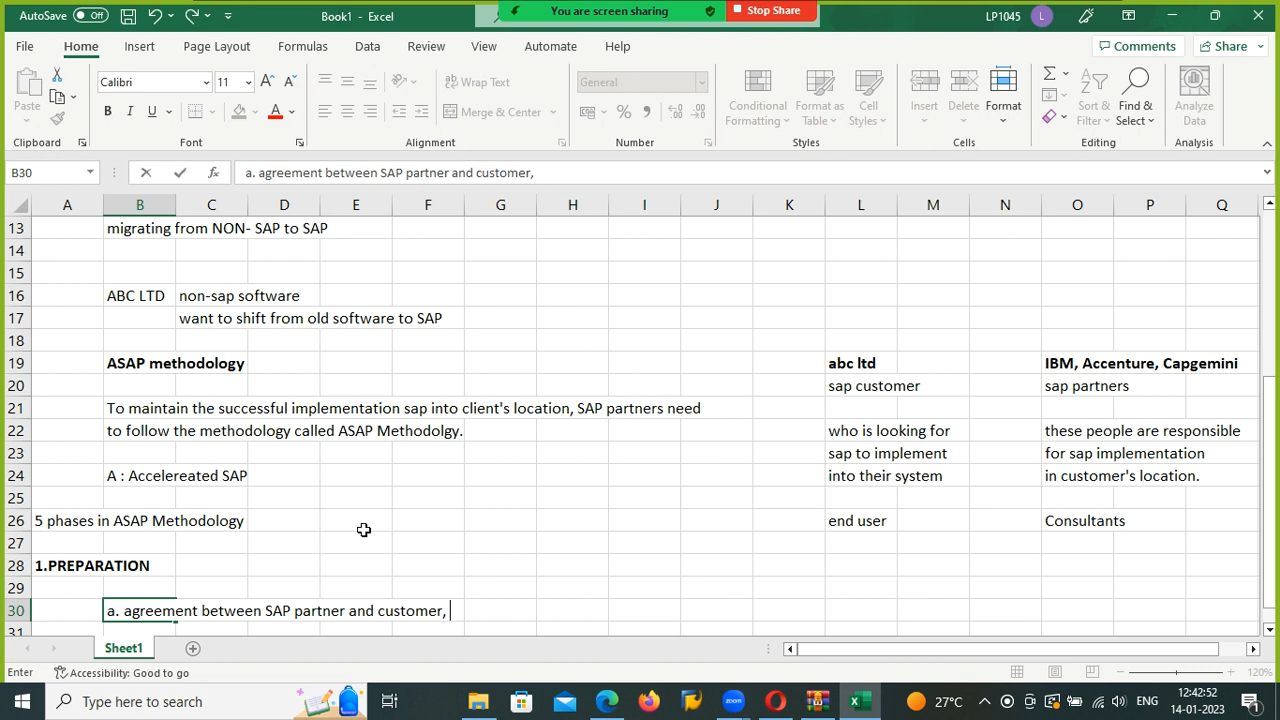 AutoSave Off Book1 - Excel You are screen sharing Stop Share LP1045 L
File Home Insert Page Layout Formulas Data Review View Automate Help Comments Share
Paste Calibri 11 Wrap Text General Conditional Formatting Format as Table Cell Styles Insert Delete Format Sort & Filter Find & Select Analyze Data
B I U A Merge & Center % ,
Clipboard Font Alignment Number Styles Cells Editing Analysis
B30 fx a. agreement between SAP partner and customer,
A B C D E F G H I J K L M N O P Q
13 migrating from NON- SAP to SAP
14
15
16 ABC LTD non-sap software
17 want to shift from old software to SAP
18
19 ASAP methodology abc ltd IBM, Accenture, Capgemini
20 sap customer sap partners
21 To maintain the successful implementation sap into client's location, SAP partners need
22 to follow the methodology called ASAP Methodolgy. who is looking for these people are responsible
23 sap to implement for sap implementation
24 A : Accelereated SAP into their system in customer's location.
25
26 5 phases in ASAP Methodology end user Consultants
27
28 1.PREPARATION
29
30 a. agreement between SAP partner and customer,
31
Sheet1
Enter Accessibility: Good to go 120%
Type here to search zoom 27°C ENG 12:42:52
14-01-2023 1